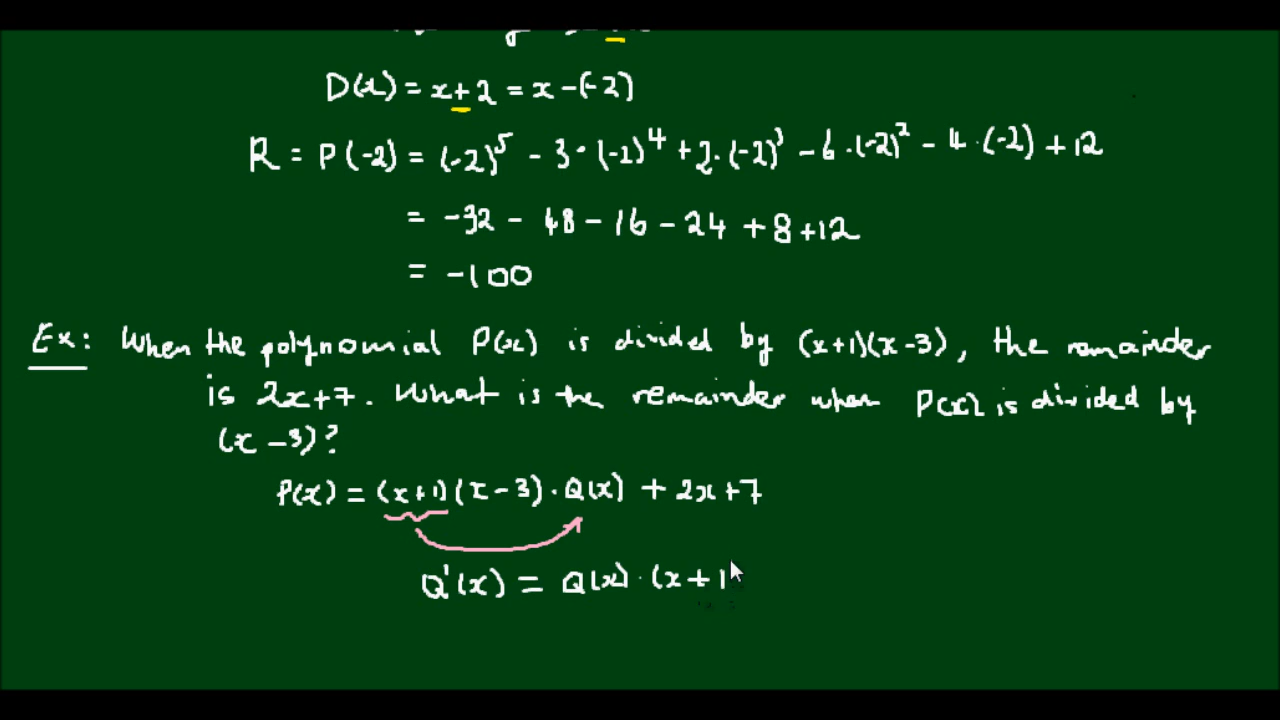 D(x) = x+2 = x-(-2)
R = P(-2) = (-2)^5 - 3·(-2)^4 + 2·(-2)^3 - 6·(-2)^2 - 4·(-2) + 12
= -32 - 48 - 16 - 24 + 8 + 12
= -100
Ex: When the polynomial P(x) is divided by (x+1)(x-3), the remainder
is 2x+7. What is the remainder when P(x) is divided by
(x-3)?
P(x) = (x+1)(x-3)·Q(x) + 2x+7
Q'(x) = Q(x)·(x+1